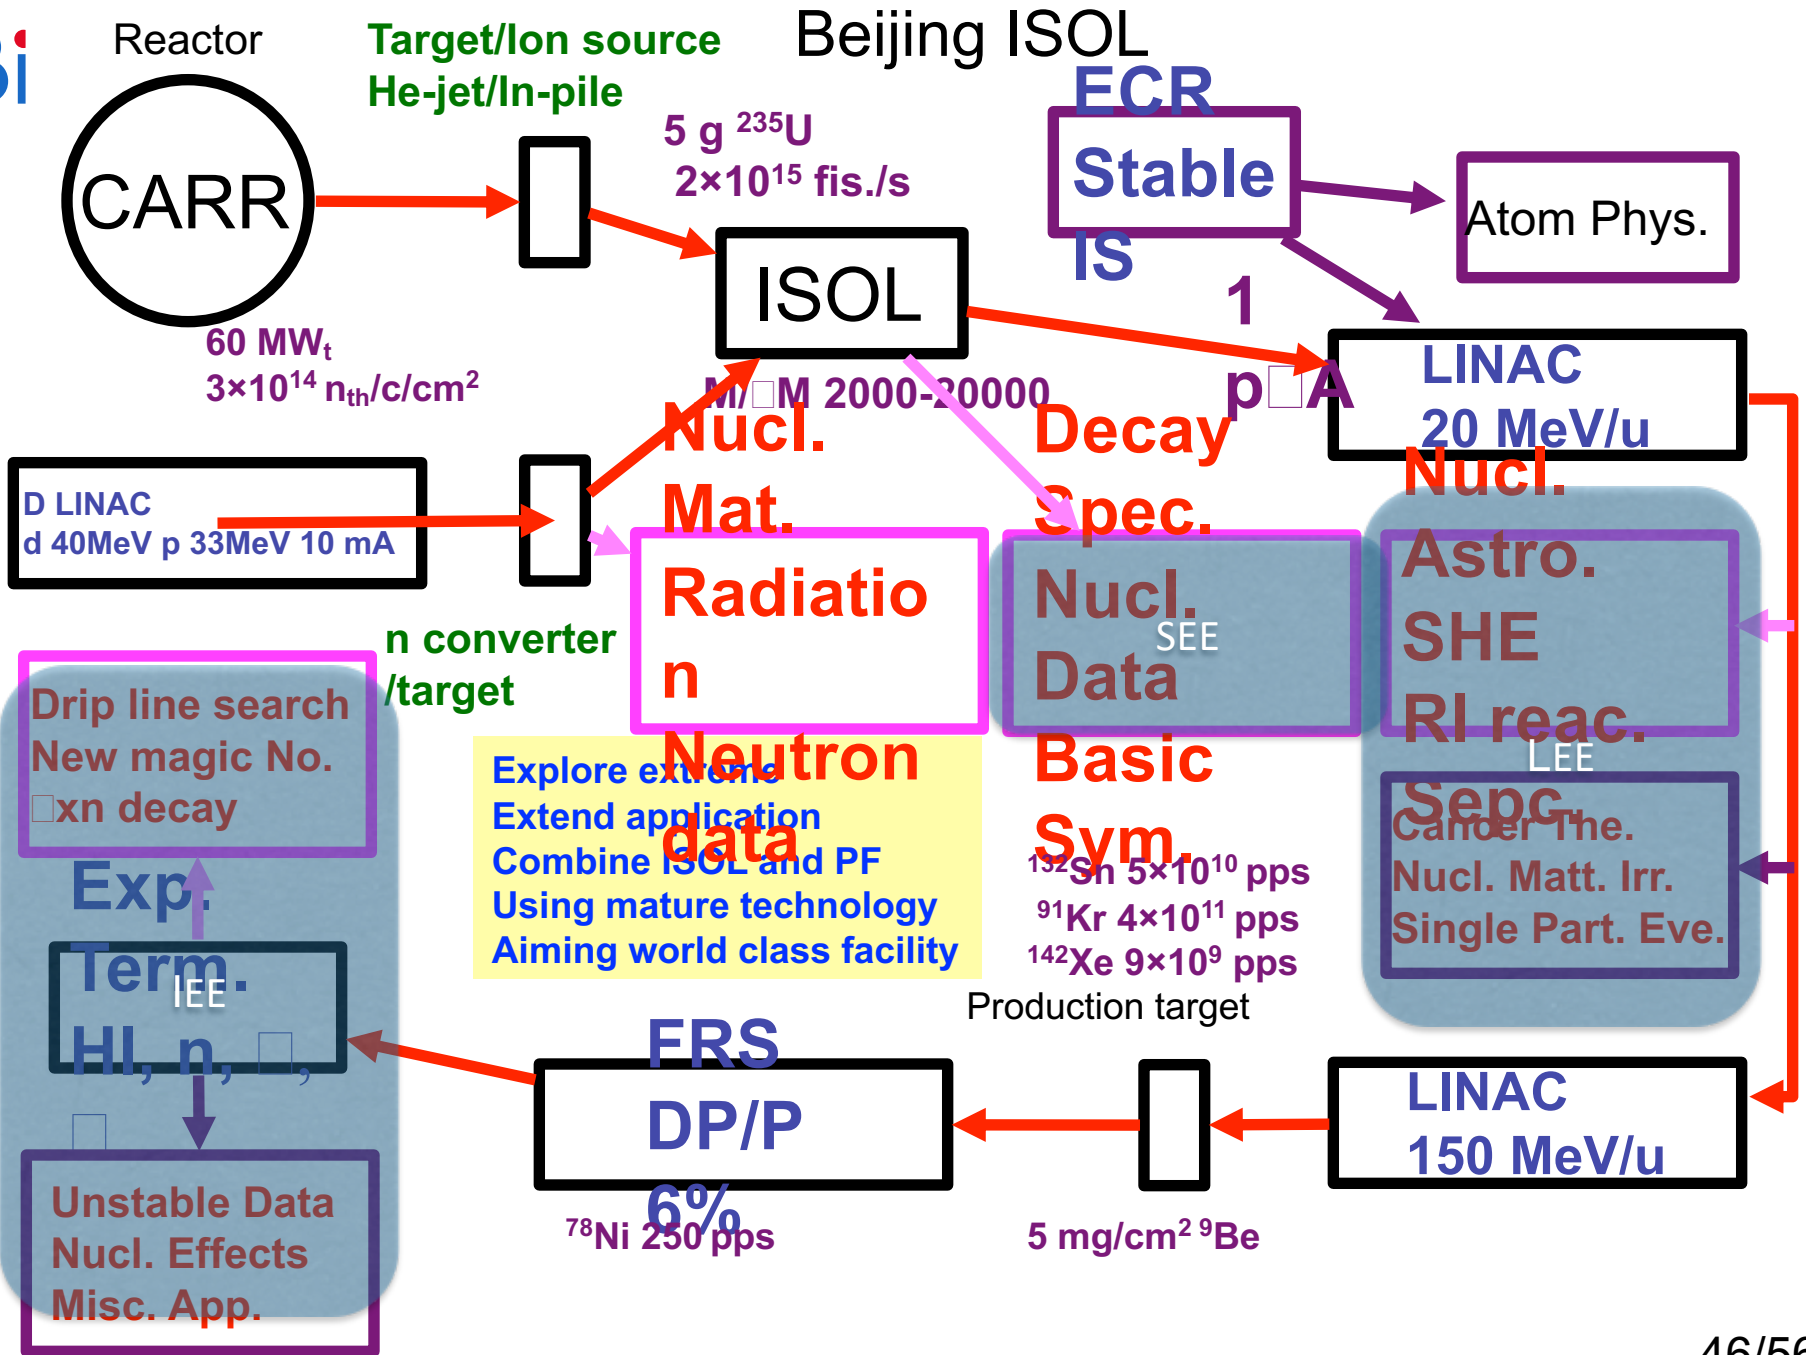 Beijing ISOL
Reactor
Target/Ion source
He-jet/In-pile
CARR
60 MWₜ
3×10¹⁴ nₜₕ/c/cm²
5 g ²³⁵U
2×10¹⁵ fis./s
ECR
Stable
IS
Atom Phys.
ISOL
M/□M 2000-20000
1
p□A
LINAC
20 MeV/u
D LINAC
d 40MeV p 33MeV 10 mA
n converter
/target
Nucl.
Mat.
Radiatio
n
Neutron
data
Decay
Spec.
Nucl.
Data
Basic
Sym.
SEE
Nucl.
Astro.
SHE
RI reac.
Sepc.
LEE
Cancer The.
Nucl. Matt. Irr.
Single Part. Eve.
Drip line search
New magic No.
□xn decay
Explore extreme
Extend application
Combine ISOL and PF
Using mature technology
Aiming world class facility
¹³²Sn 5×10¹⁰ pps
⁹¹Kr 4×10¹¹ pps
¹⁴²Xe 9×10⁹ pps
Production target
Exp.
Term.
HI, n, □,
□
IEE
FRS
DP/P
6%
LINAC
150 MeV/u
⁷⁸Ni 250 pps
5 mg/cm² ⁹Be
Unstable Data
Nucl. Effects
Misc. App.
46/56